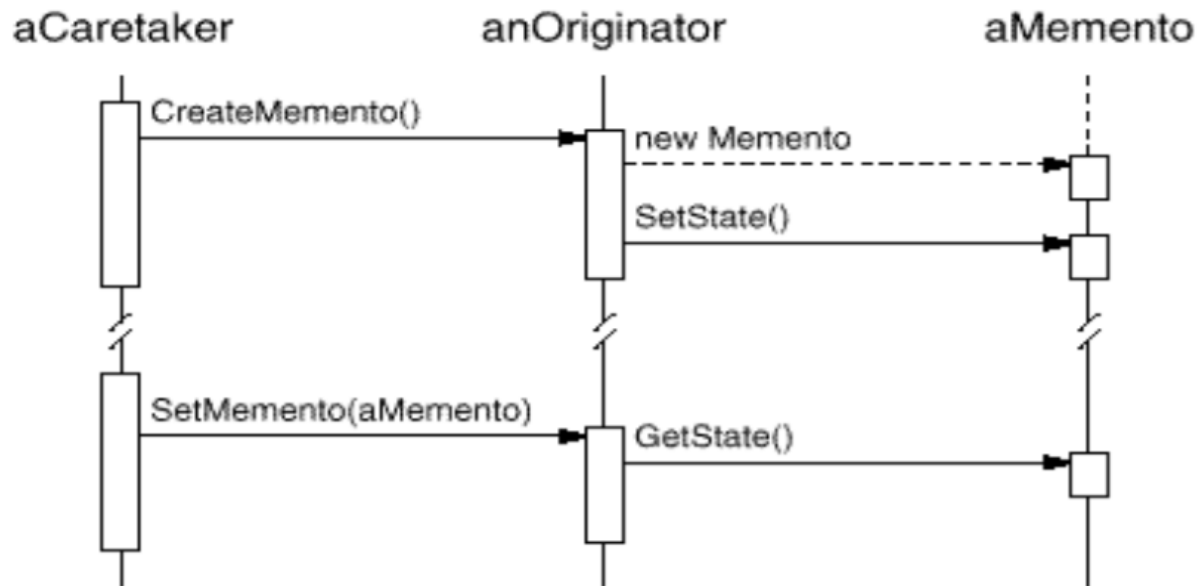 aCaretaker anOriginator aMemento
CreateMemento()
new Memento
SetState()
SetMemento(aMemento)
GetState()